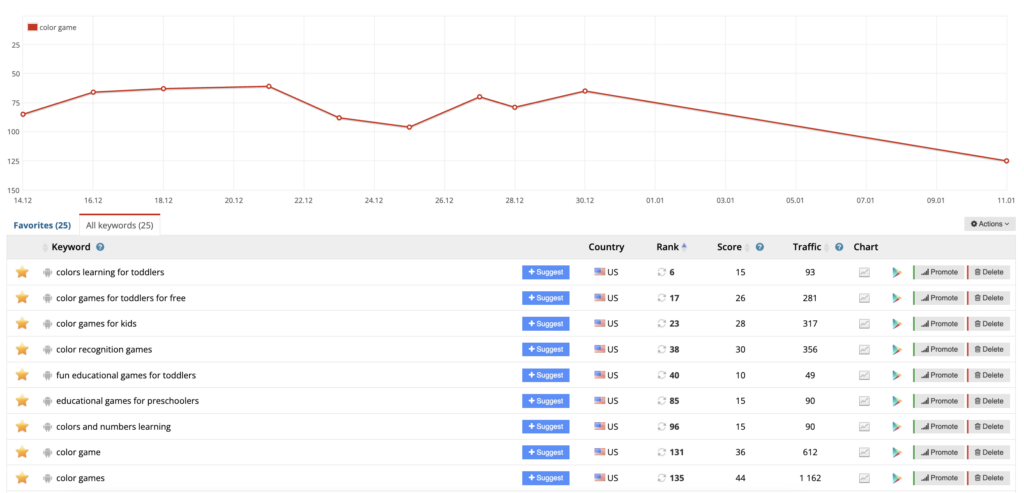 color game
25
50
75
100
125
150
14.12 16.12 18.12 20.12 22.12 24.12 26.12 28.12 30.12 01.01 03.01 05.01 07.01 09.01 11.01
Favorites (25) All keywords (25) Actions
Keyword ? Country Rank Score ? Traffic ? Chart
colors learning for toddlers + Suggest US 6 15 93 Promote Delete
color games for toddlers for free + Suggest US 17 26 281 Promote Delete
color games for kids + Suggest US 23 28 317 Promote Delete
color recognition games + Suggest US 38 30 356 Promote Delete
fun educational games for toddlers + Suggest US 40 10 49 Promote Delete
educational games for preschoolers + Suggest US 85 15 90 Promote Delete
colors and numbers learning + Suggest US 96 15 90 Promote Delete
color game + Suggest US 131 36 612 Promote Delete
color games + Suggest US 135 44 1 162 Promote Delete